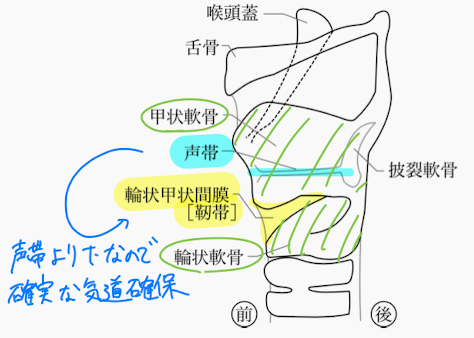 喉頭蓋
舌骨
甲状軟骨
声帯
披裂軟骨
輪状甲状間膜
[靭帯]
輪状軟骨
声帯より下なので
確実な気道確保
前
後